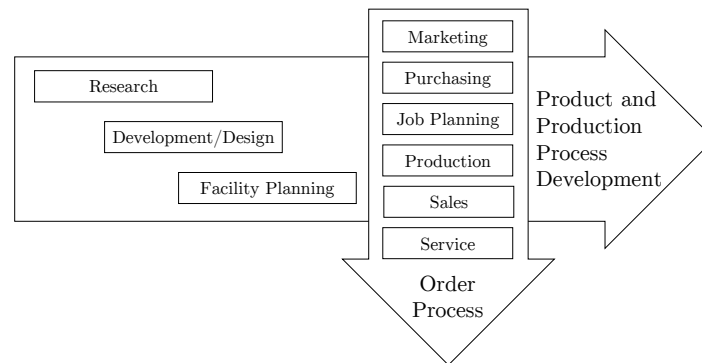 Research
Development/Design
Facility Planning
Marketing
Purchasing
Job Planning
Production
Sales
Service
Order
Process
Product and
Production
Process
Development